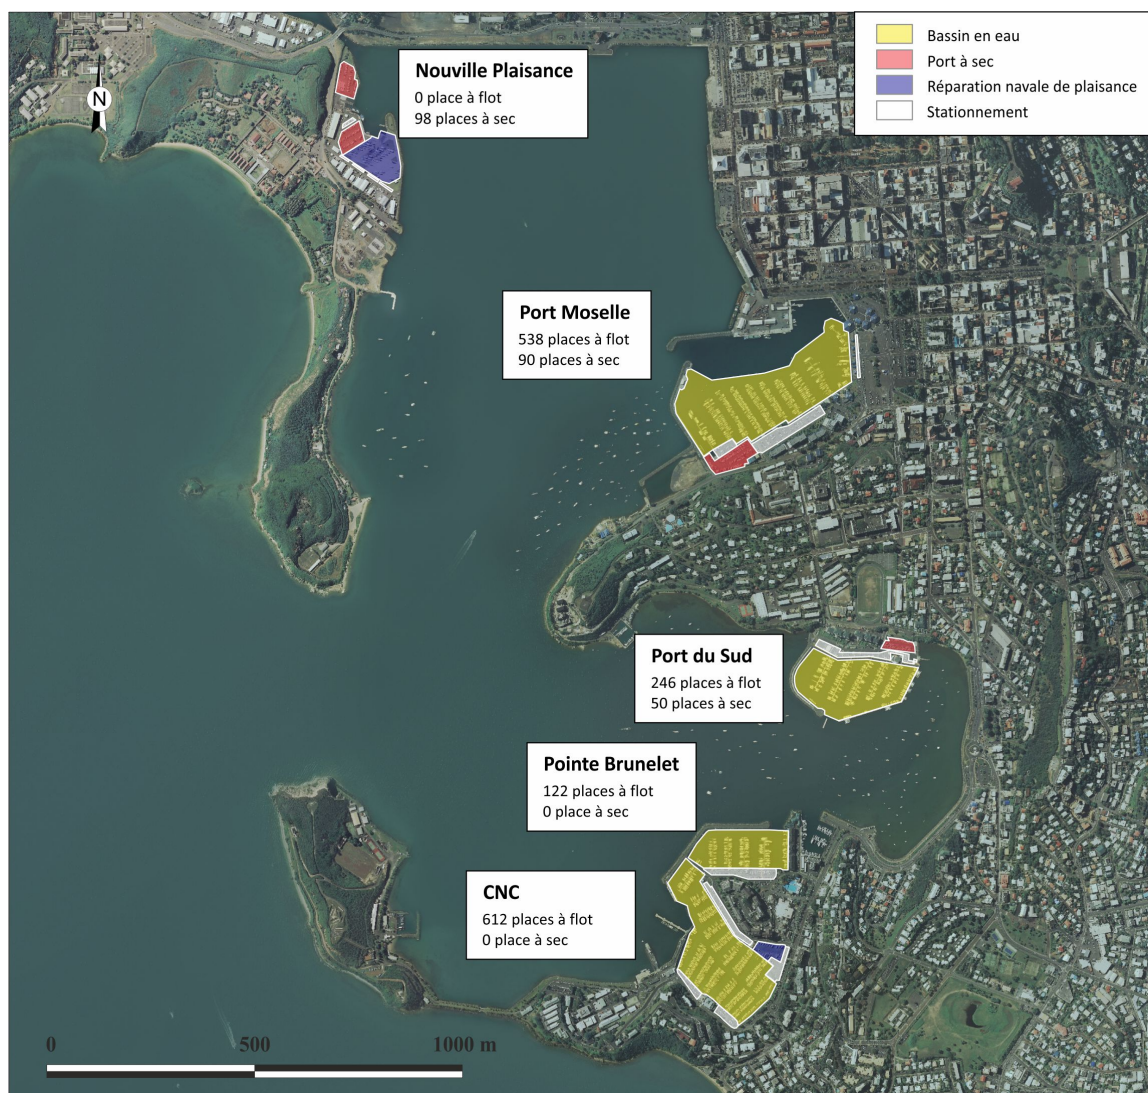 Bassin en eau
Port à sec
Réparation navale de plaisance
Stationnement
N
Nouville Plaisance
0 place à flot
98 places à sec
Port Moselle
538 places à flot
90 places à sec
Port du Sud
246 places à flot
50 places à sec
Pointe Brunelet
122 places à flot
0 place à sec
CNC
612 places à flot
0 place à sec
0 500 1000 m